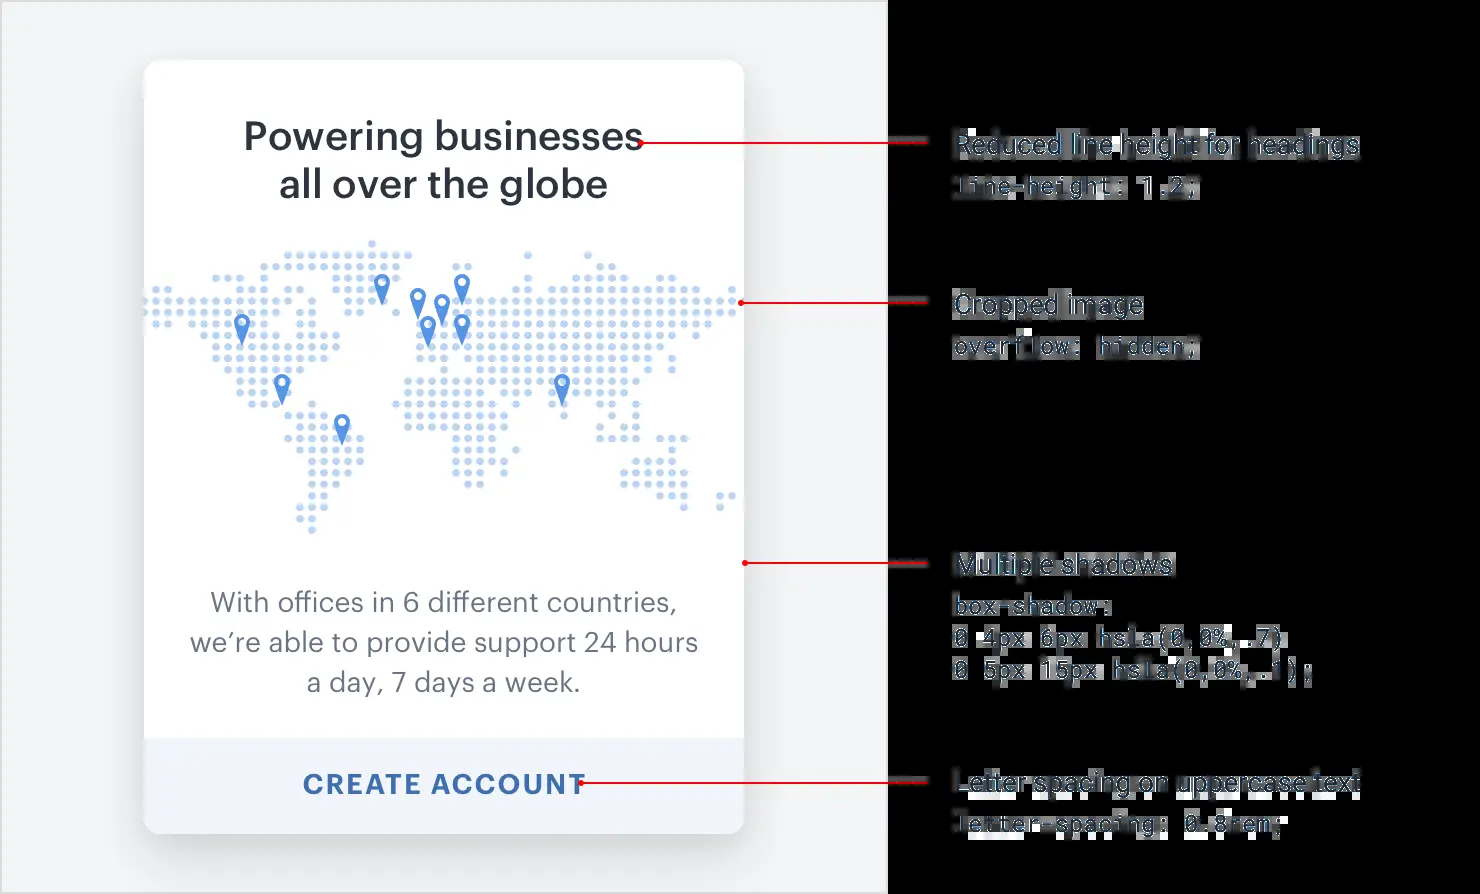 Powering businesses
all over the globe
With offices in 6 different countries,
we’re able to provide support 24 hours
a day, 7 days a week.
CREATE ACCOUNT
Reduced line height for headings
line-height: 1.2;
Cropped image
overflow: hidden;
Multiple shadows
box-shadow:
0 4px 6px hsla(0,0%,.7)
0 5px 15px hsla(0,0%,.1);
Letter-spacing on uppercase text
letter-spacing: 0.8rem;